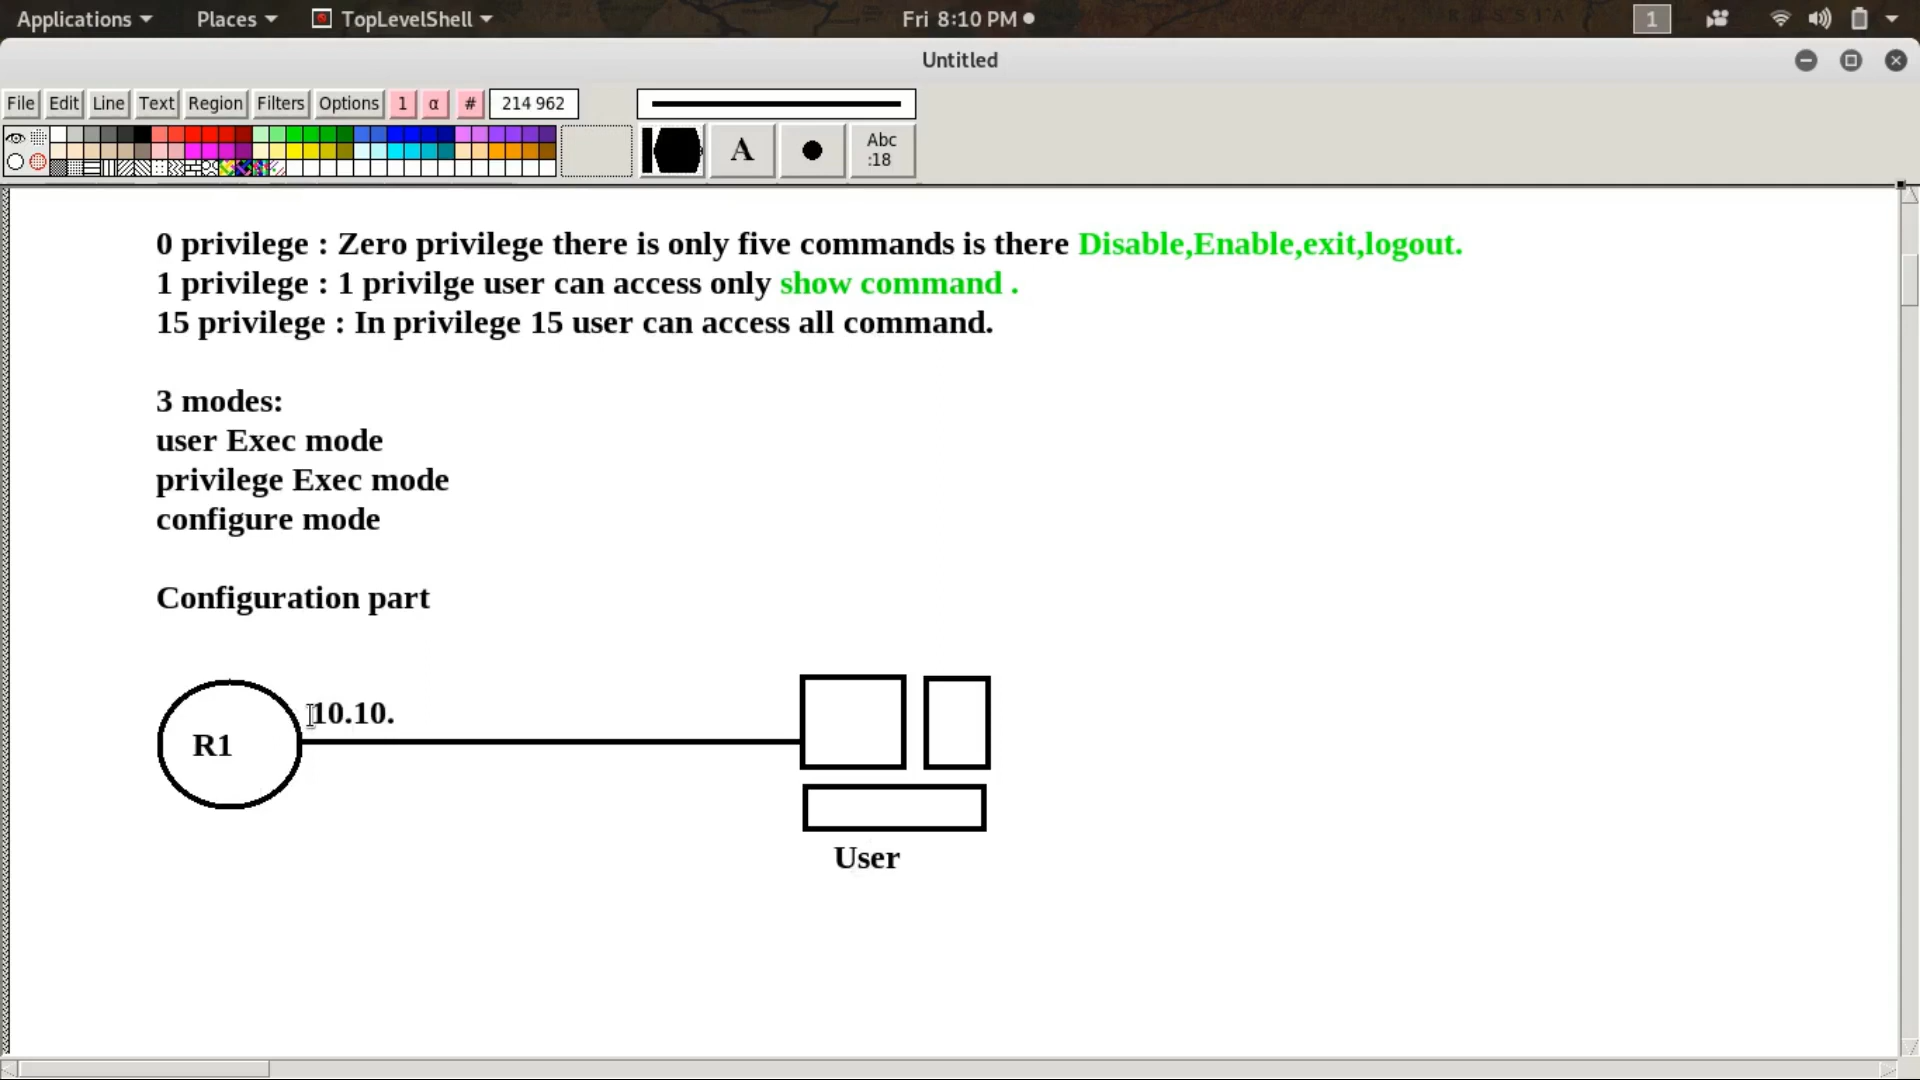 Applications Places TopLevelShell Fri 8:10 PM 1
Untitled
File Edit Line Text Region Filters Options 1 α # 214 962
A Abc
:18
0 privilege : Zero privilege there is only five commands is there Disable,Enable,exit,logout.
1 privilege : 1 privilge user can access only show command .
15 privilege : In privilege 15 user can access all command.
3 modes:
user Exec mode
privilege Exec mode
configure mode
Configuration part
10.10.
R1
User